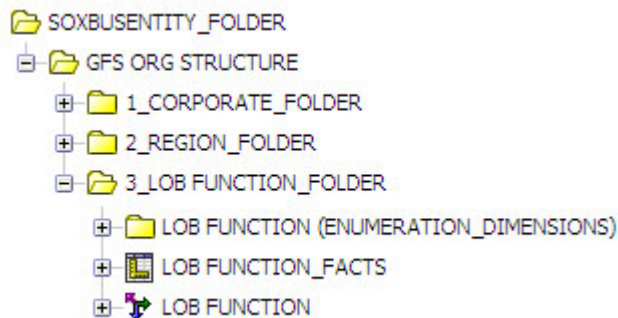 SOXBUSENTITY_FOLDER
GFS ORG STRUCTURE
1_CORPORATE_FOLDER
2_REGION_FOLDER
3_LOB FUNCTION_FOLDER
LOB FUNCTION (ENUMERATION_DIMENSIONS)
LOB FUNCTION_FACTS
LOB FUNCTION